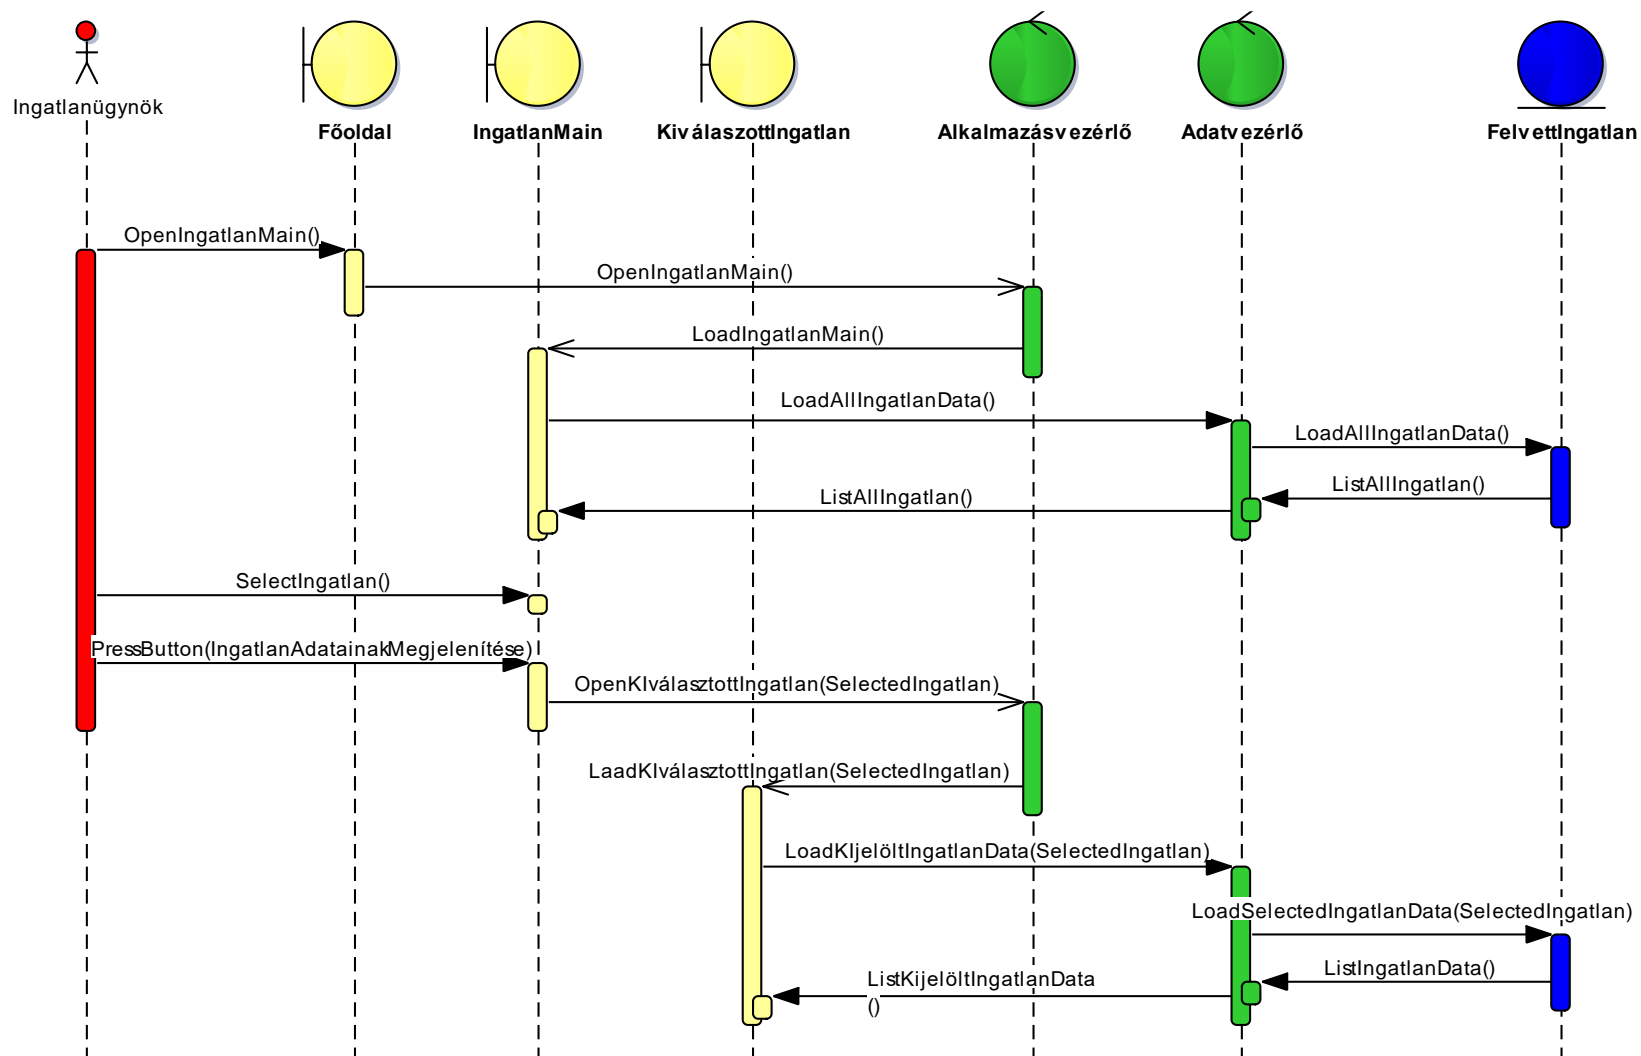 Ingatlanügynök
Főoldal
IngatlanMain
KiválaszottIngatlan
Alkalmazásvezérlő
Adatvezérlő
FelvettIngatlan
OpenIngatlanMain()
OpenIngatlanMain()
LoadIngatlanMain()
LoadAllIngatlanData()
LoadAllIngatlanData()
ListAllIngatlan()
ListAllIngatlan()
SelectIngatlan()
PressButton(IngatlanAdatainakMegjelenítése)
OpenKIválasztottIngatlan(SelectedIngatlan)
LaadKIválasztottIngatlan(SelectedIngatlan)
LoadKIjelöltIngatlanData(SelectedIngatlan)
LoadSelectedIngatlanData(SelectedIngatlan)
ListIngatlanData()
ListKijelöltIngatlanData
()